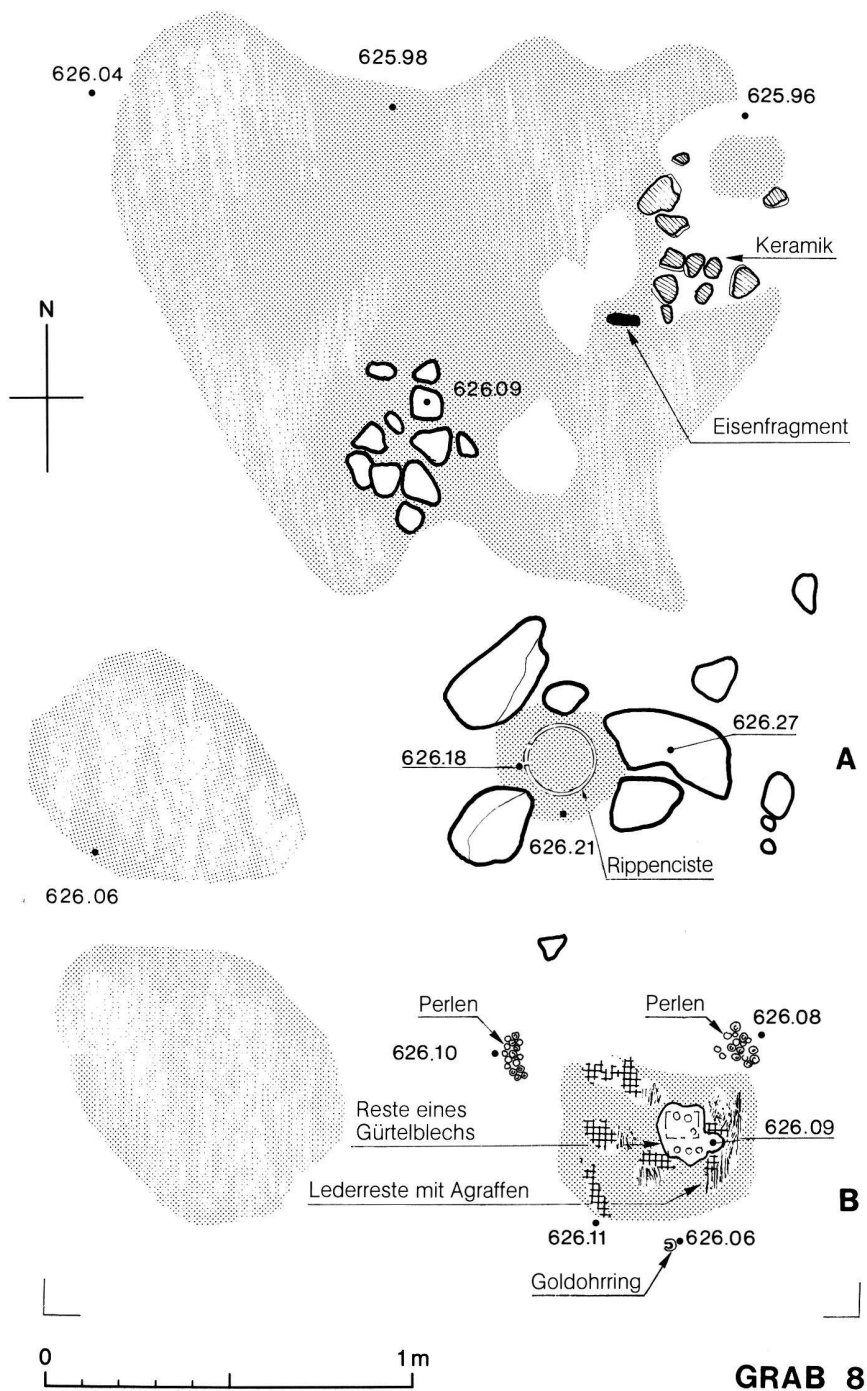 626.04
625.98
625.96
Keramik
N
626.09
Eisenfragment
626.27
626.18
A
626.21
Rippenciste
626.06
Perlen
Perlen
626.08
626.10
Reste eines
Gürtelblechs
626.09
Lederreste mit Agraffen
B
626.11
626.06
Goldohrring
0
1m
GRAB 8